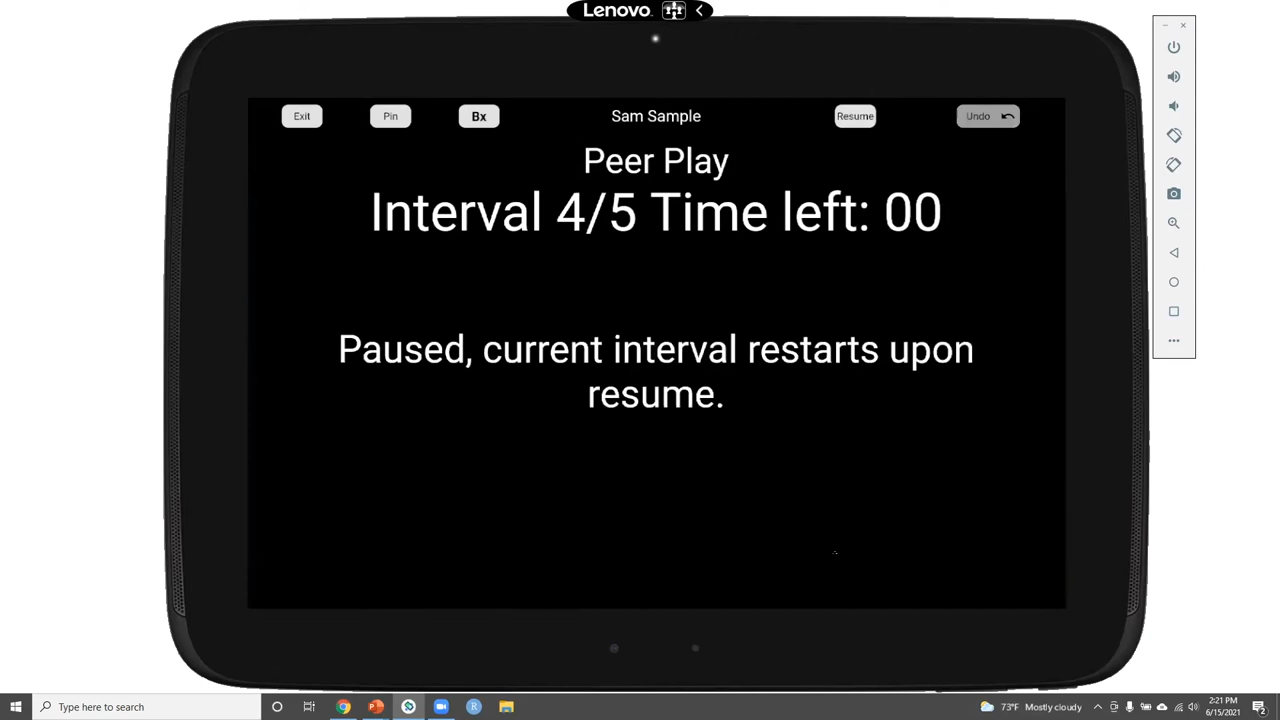 Lenovo
Exit Pin Bx Sam Sample Resume Undo
Peer Play
Interval 4/5 Time left: 00
Paused, current interval restarts upon
resume.
Type here to search
73°F Mostly cloudy
2:21 PM
6/15/2021
2